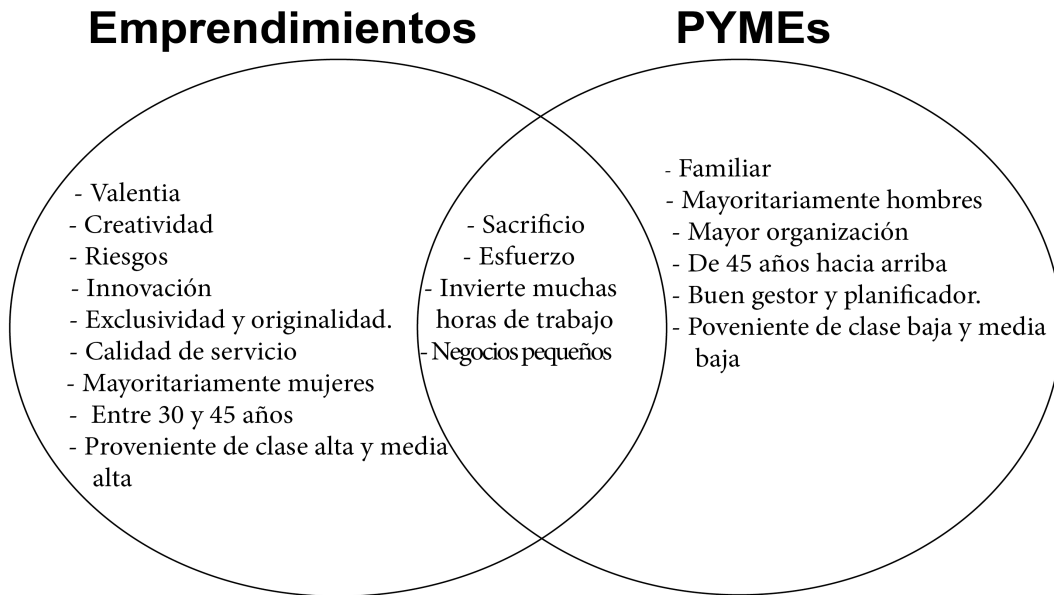 Emprendimientos
PYMEs
- Valentia
- Creatividad
- Riesgos
- Innovación
- Exclusividad y originalidad.
- Calidad de servicio
- Mayoritariamente mujeres
- Entre 30 y 45 años
- Proveniente de clase alta y media
alta
- Sacrificio
- Esfuerzo
- Invierte muchas
horas de trabajo
- Negocios pequeños
- Familiar
- Mayoritariamente hombres
- Mayor organización
- De 45 años hacia arriba
- Buen gestor y planificador.
- Poveniente de clase baja y media
baja